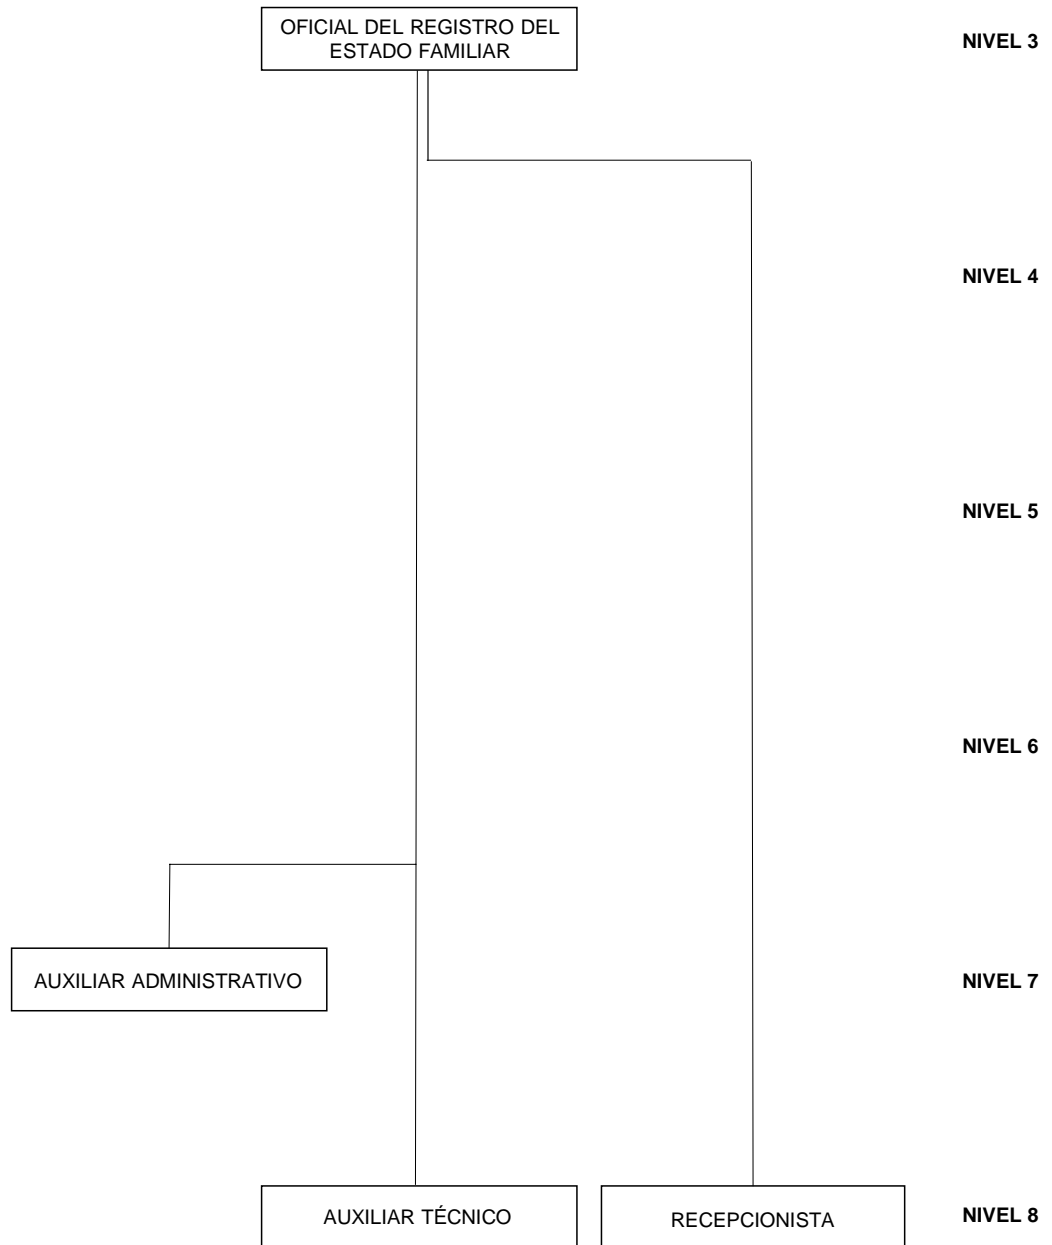 OFICIAL DEL REGISTRO DEL
ESTADO FAMILIAR
NIVEL 3
NIVEL 4
NIVEL 5
NIVEL 6
AUXILIAR ADMINISTRATIVO
NIVEL 7
AUXILIAR TÉCNICO
RECEPCIONISTA
NIVEL 8